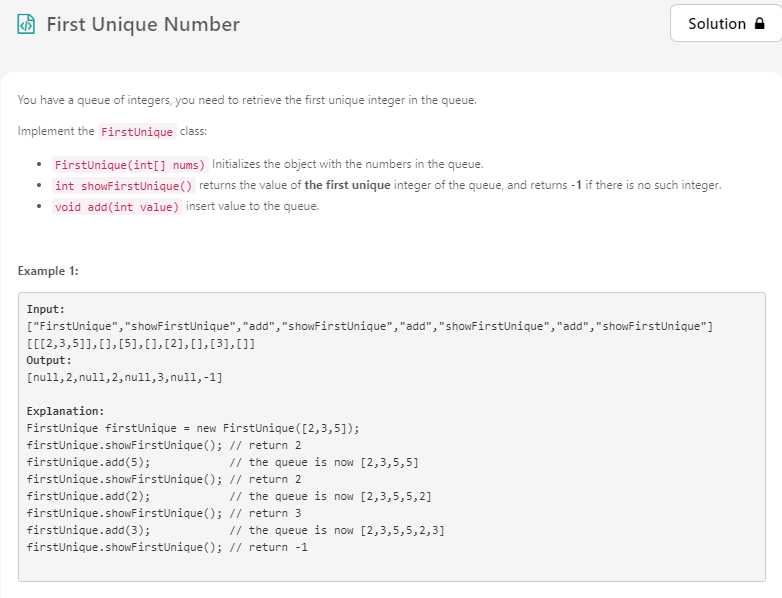 First Unique Number
Solution
You have a queue of integers, you need to retrieve the first unique integer in the queue.
Implement the FirstUnique class:
• FirstUnique(int[] nums) Initializes the object with the numbers in the queue.
• int showFirstUnique() returns the value of the first unique integer of the queue, and returns -1 if there is no such integer.
• void add(int value) insert value to the queue.
Example 1:
Input:
["FirstUnique","showFirstUnique","add","showFirstUnique","add","showFirstUnique","add","showFirstUnique"]
[[[2,3,5]],[],[5],[],[2],[],[3],[]]
Output:
[null,2,null,2,null,3,null,-1]
Explanation:
FirstUnique firstUnique = new FirstUnique([2,3,5]);
firstUnique.showFirstUnique(); // return 2
firstUnique.add(5);            // the queue is now [2,3,5,5]
firstUnique.showFirstUnique(); // return 2
firstUnique.add(2);            // the queue is now [2,3,5,5,2]
firstUnique.showFirstUnique(); // return 3
firstUnique.add(3);            // the queue is now [2,3,5,5,2,3]
firstUnique.showFirstUnique(); // return -1